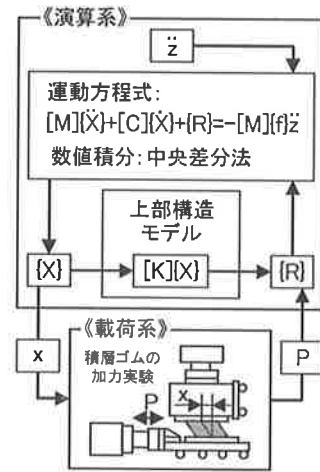 《演算系》
z̈
運動方程式:
[M]{Ẍ}+[C]{Ẋ}+{R}=-[M]{f}z̈
数値積分:中央差分法
上部構造
モデル
{X}
[K]{X}
{R}
《載荷系》
x
積層ゴムの
加力実験
P
x
P